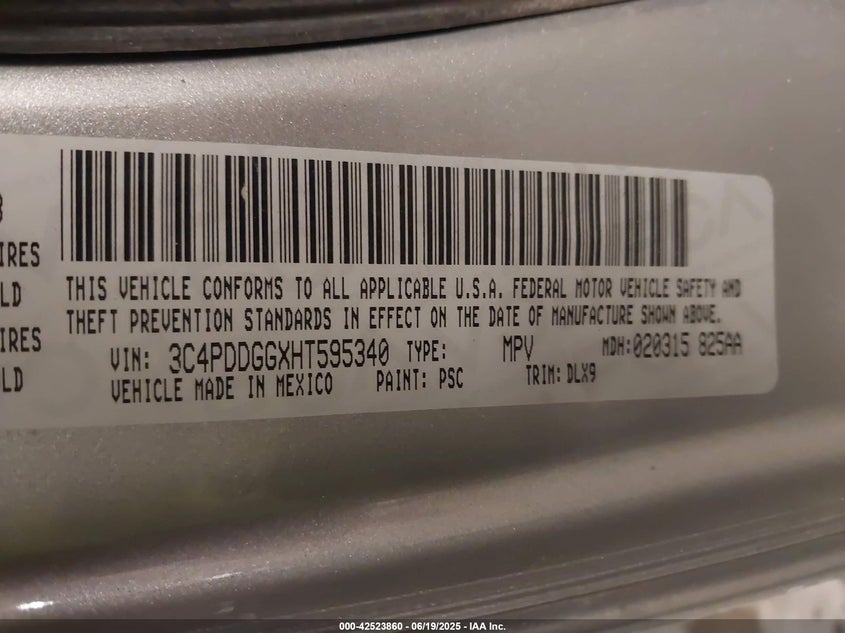 3
IRES
LD
IRES
LD
THIS VEHICLE CONFORMS TO ALL APPLICABLE U.S.A. FEDERAL MOTOR VEHICLE SAFETY AND
THEFT PREVENTION STANDARDS IN EFFECT ON THE DATE OF MANUFACTURE SHOWN ABOVE.
VIN: 3C4PDDGGXHT595340 TYPE: MPV MDH:020315 825AA
VEHICLE MADE IN MEXICO PAINT: PSC TRIM: DLX9
000-42523860 - 06/19/2025 - IAA Inc.